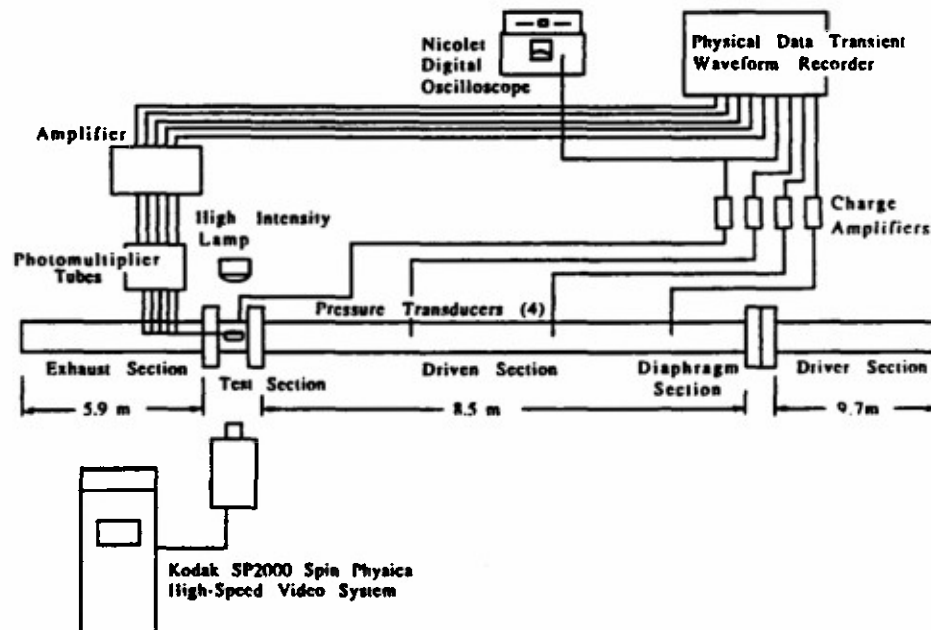 Nicolet
Digital
Oscilloscope
Physical Data Transient
Waveform Recorder
Amplifier
High Intensity
Lamp
Charge
Amplifiers
Photomultiplier
Tubes
Pressure Transducers (4)
Exhaust Section
Test Section
Driven Section
Diaphragm
Section
Driver Section
5.9 m
8.5 m
9.7m
Kodak SP2000 Spin Physica
High-Speed Video System